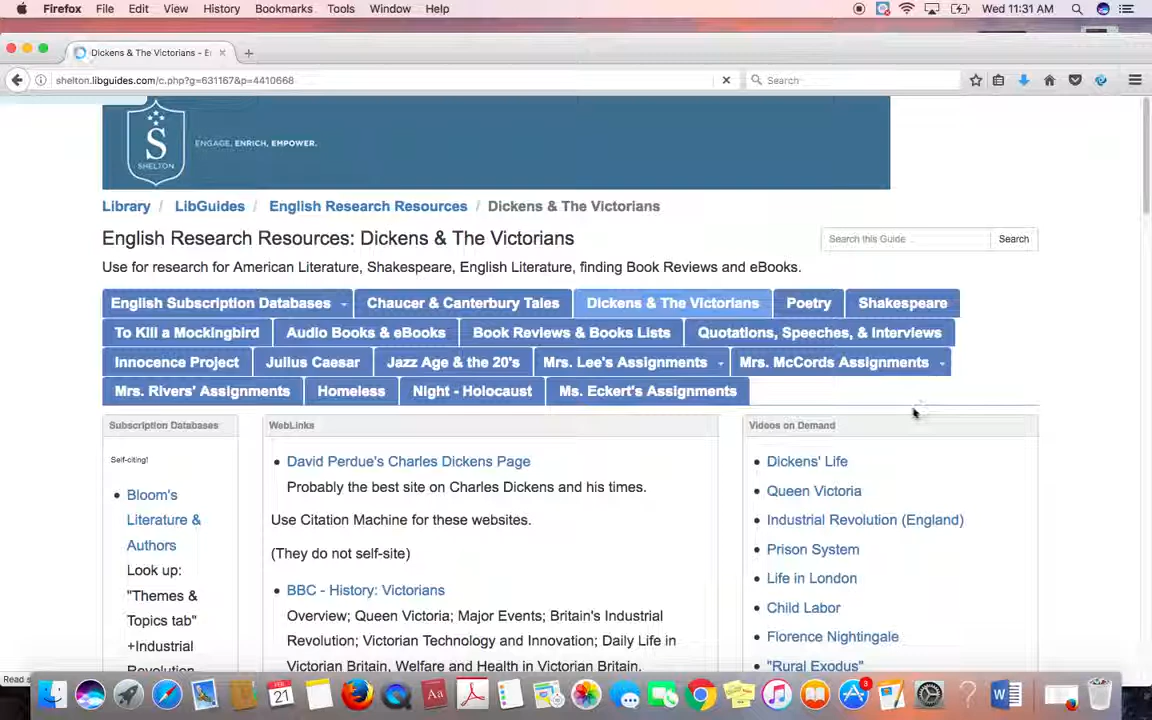 Firefox File Edit View History Bookmarks Tools Window Help Wed 11:31 AM
Dickens & The Victorians - E
shelton.libguides.com/c.php?g=631167&p=4410668 Search
S
SHELTON
ENGAGE. ENRICH. EMPOWER.
Library / LibGuides / English Research Resources / Dickens & The Victorians
English Research Resources: Dickens & The Victorians
Search this Guide Search
Use for research for American Literature, Shakespeare, English Literature, finding Book Reviews and eBooks.
English Subscription Databases Chaucer & Canterbury Tales Dickens & The Victorians Poetry Shakespeare
To Kill a Mockingbird Audio Books & eBooks Book Reviews & Books Lists Quotations, Speeches, & Interviews
Innocence Project Julius Caesar Jazz Age & the 20's Mrs. Lee's Assignments Mrs. McCords Assignments
Mrs. Rivers' Assignments Homeless Night - Holocaust Ms. Eckert's Assignments
Subscription Databases
Self-citing!
• Bloom's
Literature &
Authors
Look up:
"Themes &
Topics tab"
+Industrial
Revolution
WebLinks
• David Perdue's Charles Dickens Page
Probably the best site on Charles Dickens and his times.
Use Citation Machine for these websites.
(They do not self-site)
• BBC - History: Victorians
Overview; Queen Victoria; Major Events; Britain's Industrial
Revolution; Victorian Technology and Innovation; Daily Life in
Victorian Britain, Welfare and Health in Victorian Britain.
Videos on Demand
• Dickens' Life
• Queen Victoria
• Industrial Revolution (England)
• Prison System
• Life in London
• Child Labor
• Florence Nightingale
• "Rural Exodus"
Read s
FEB
21
Aa
3
W